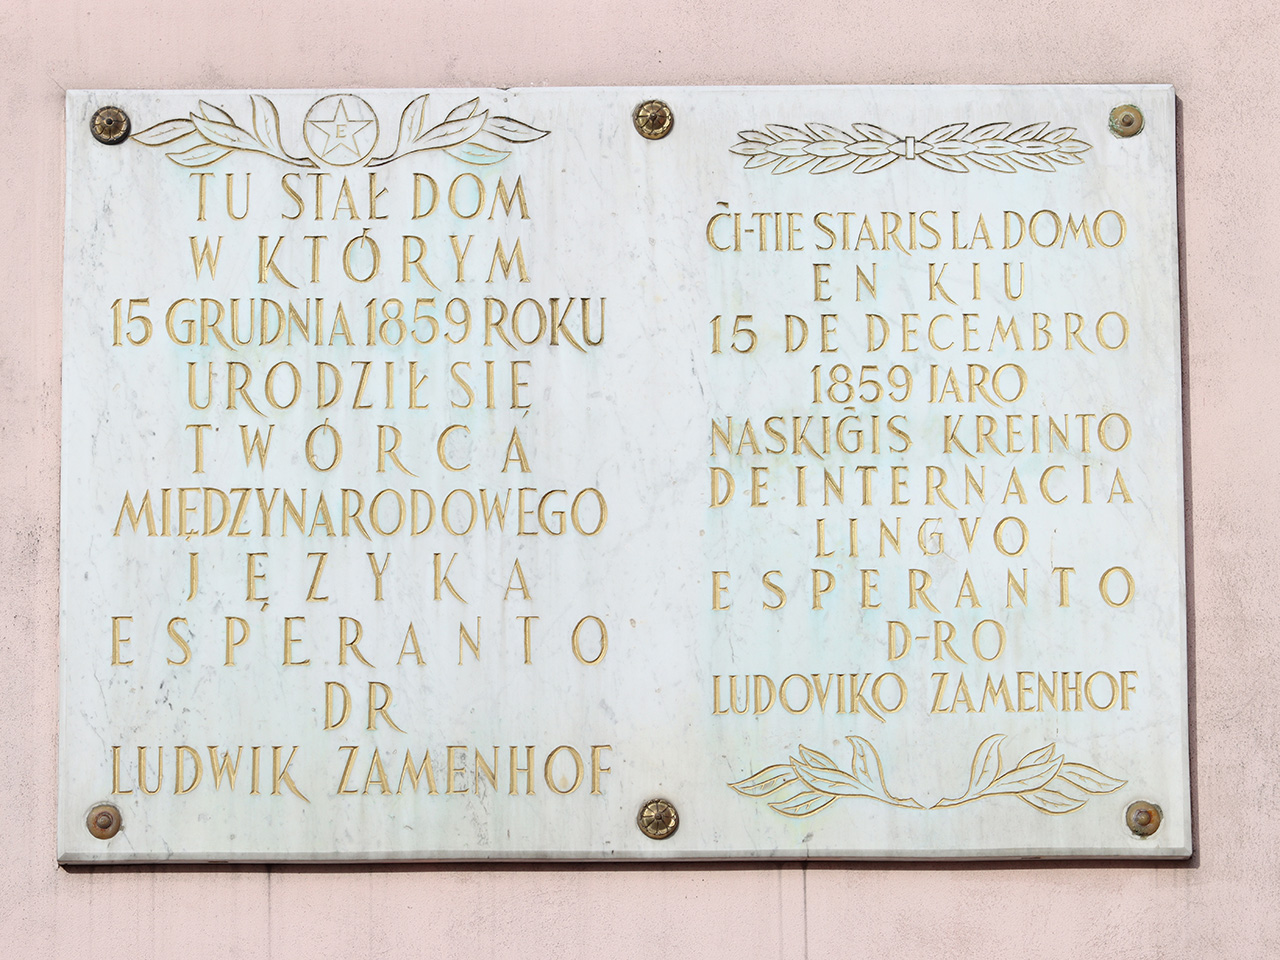 E
TU STAŁ DOM
W KTÓRYM
15 GRUDNIA 1859 ROKU
URODZIŁ SIĘ
TWÓRCA
MIĘDZYNARODOWEGO
JĘZYKA
ESPERANTO
DR
LUDWIK ZAMENHOF
ĈI-TIE STARIS LA DOMO
EN KIU
15 DE DECEMBRO
1859 JARO
NASKIĜIS KREINTO
DE INTERNACIA
LINGVO
ESPERANTO
D-RO
LUDOVIKO ZAMENHOF